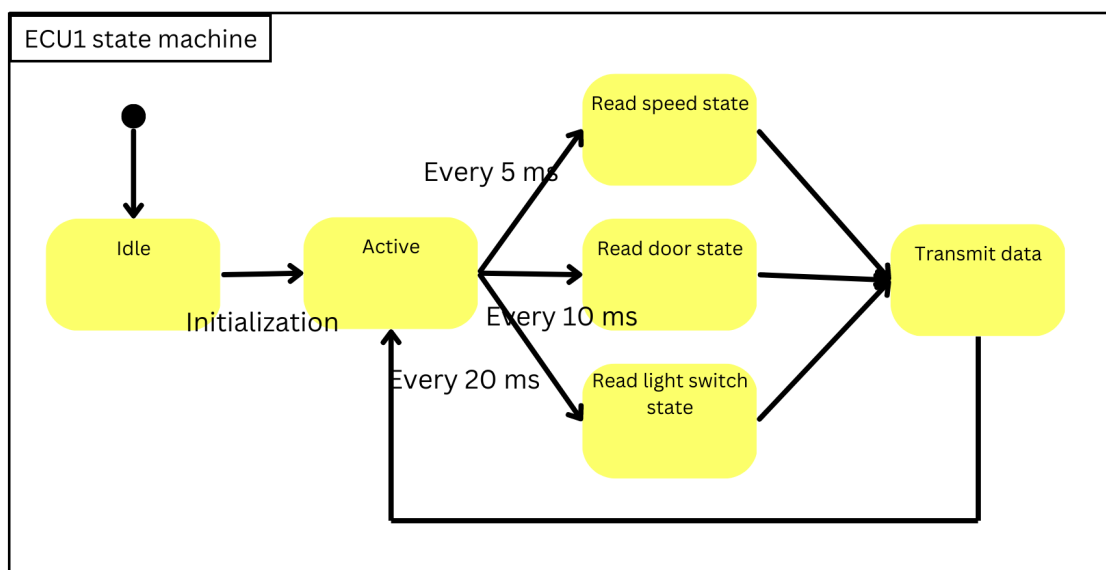 ECU1 state machine
Read speed state
Every 5 ms
Idle
Active
Read door state
Transmit data
Initialization
Every 10 ms
Every 20 ms
Read light switch
state